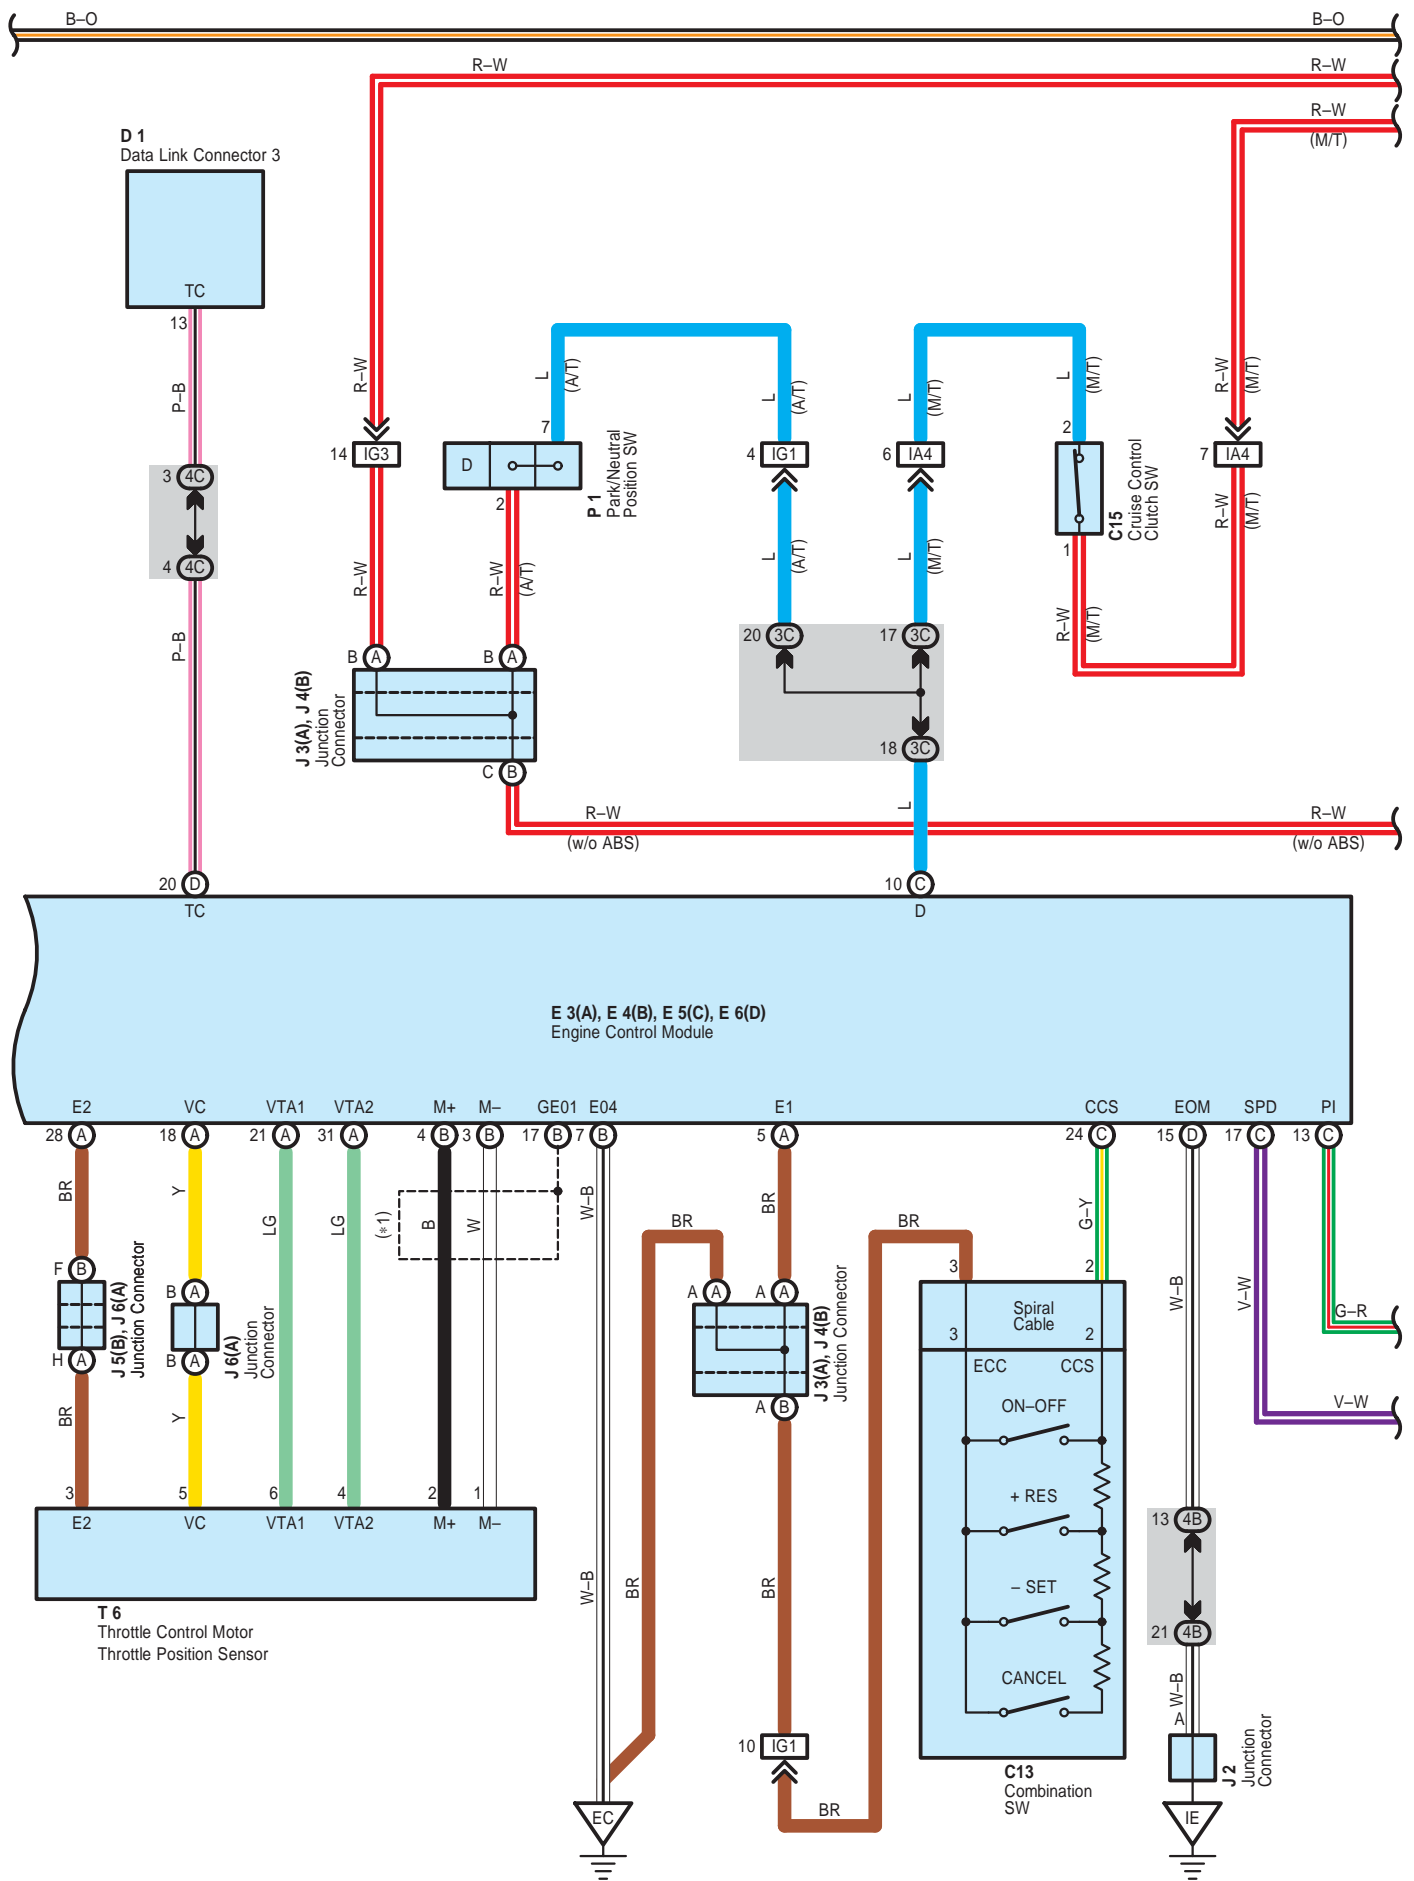 B–O B–O
R–W R–W
R–W
(M/T)
D 1
Data Link Connector 3
TC
13
P–B
R–W
L
(A/T)
L
(A/T)
L
(M/T)
L
(M/T)
R–W
(M/T)
7
2
14 IG3
D
4 IG1
6 IA4
7 IA4
2
P 1
Park/Neutral
Position SW
C15
Cruise Control
Clutch SW
1
3 4C
4 4C
R–W
R–W
(A/T)
L
(A/T)
L
(M/T)
R–W
(M/T)
R–W
(M/T)
P–B
20 3C
17 3C
18 3C
B A
B A
J 3(A), J 4(B)
Junction
Connector
C B
L
R–W
(w/o ABS)
R–W
(w/o ABS)
20 D
10 C
TC
D
E 3(A), E 4(B), E 5(C), E 6(D)
Engine Control Module
E2 VC VTA1 VTA2 M+ M– GE01 E04 E1 CCS EOM SPD PI
28 A 18 A 21 A 31 A 4 B 3 B 17 B 7 B 5 A 24 C 15 D 17 C 13 C
BR
Y
LG
LG
(*1)
B
W
W–B
BR
BR
BR
G–Y
W–B
V–W
G–R
F B
H A
J 5(B), J 6(A)
Junction Connector
B A
B A
J 6(A)
Junction
Connector
A A
A A
A B
J 3(A), J 4(B)
Junction Connector
3
2
Spiral
Cable
3 2
ECC CCS
ON–OFF
+ RES
– SET
CANCEL
V–W
BR
Y
3 5 6 4 2 1
E2 VC VTA1 VTA2 M+ M–
T 6
Throttle Control Motor
Throttle Position Sensor
W–B
BR
BR
13 4B
21 4B
W–B
A
J 2
Junction
Connector
10 IG1
BR
C13
Combination
SW
EC
IE